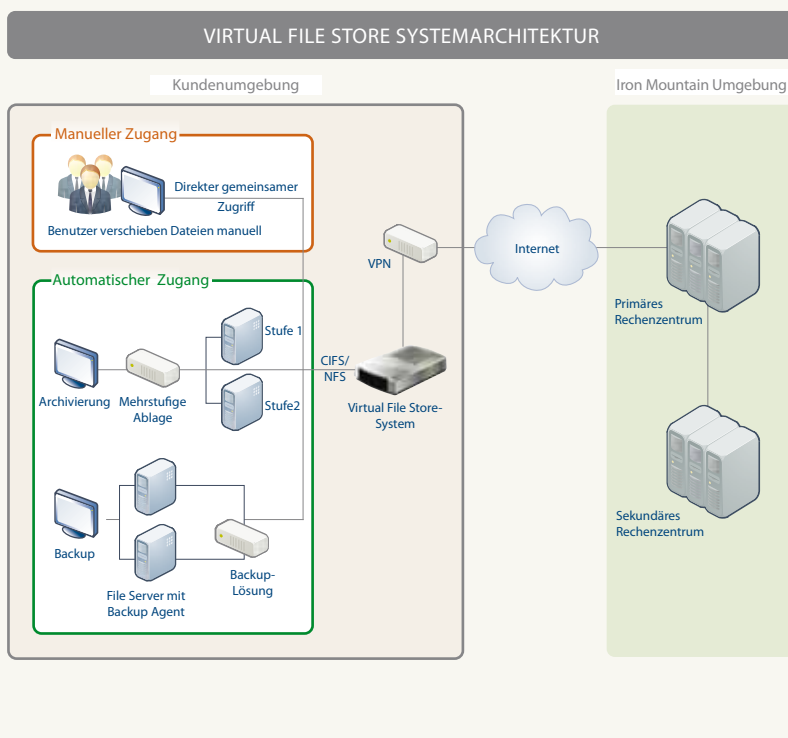 VIRTUAL FILE STORE SYSTEMARCHITEKTUR
Kundenumgebung
Iron Mountain Umgebung
Manueller Zugang
Direkter gemeinsamer
Zugriff
Benutzer verschieben Dateien manuell
VPN
Internet
Automatischer Zugang
Stufe 1
Archivierung
Mehrstufige
Ablage
Stufe2
CIFS/
NFS
Virtual File Store-
System
Primäres
Rechenzentrum
Backup
File Server mit
Backup Agent
Backup-
Lösung
Sekundäres
Rechenzentrum